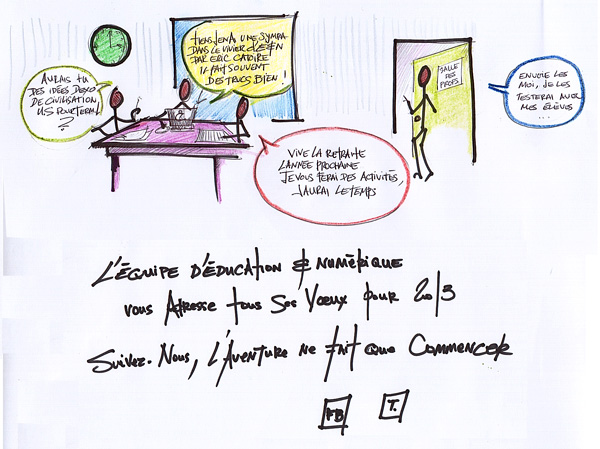 AURAIS TU
DES IDÉES D'EXO
DE CIVILISATION
US POUR TERM
?
TIENS J'EN AI UNE SYMPA
DANS LE VIVIER D'E&N
PAR ERIC
IL FAIT SOUVENT
DES TRUCS BIEN!
SALLE
DES
PROFS
ENVOIE LES
MOI, JE LES
TESTERAI AVEC
MES ÉLÈVES
...
VIVE LA RETRAITE
L'ANNÉE PROCHAINE
JE VOUS FERAI DES ACTIVITÉS,
J'AURAI LE TEMPS
L'ÉQUIPE D'ÉDUCATION & NUMÉRIQUE
VOUS ADRESSE TOUS SES VOEUX POUR 2013
SUIVEZ-NOUS, L'AVENTURE NE FAIT QUE COMMENCER
FB T.